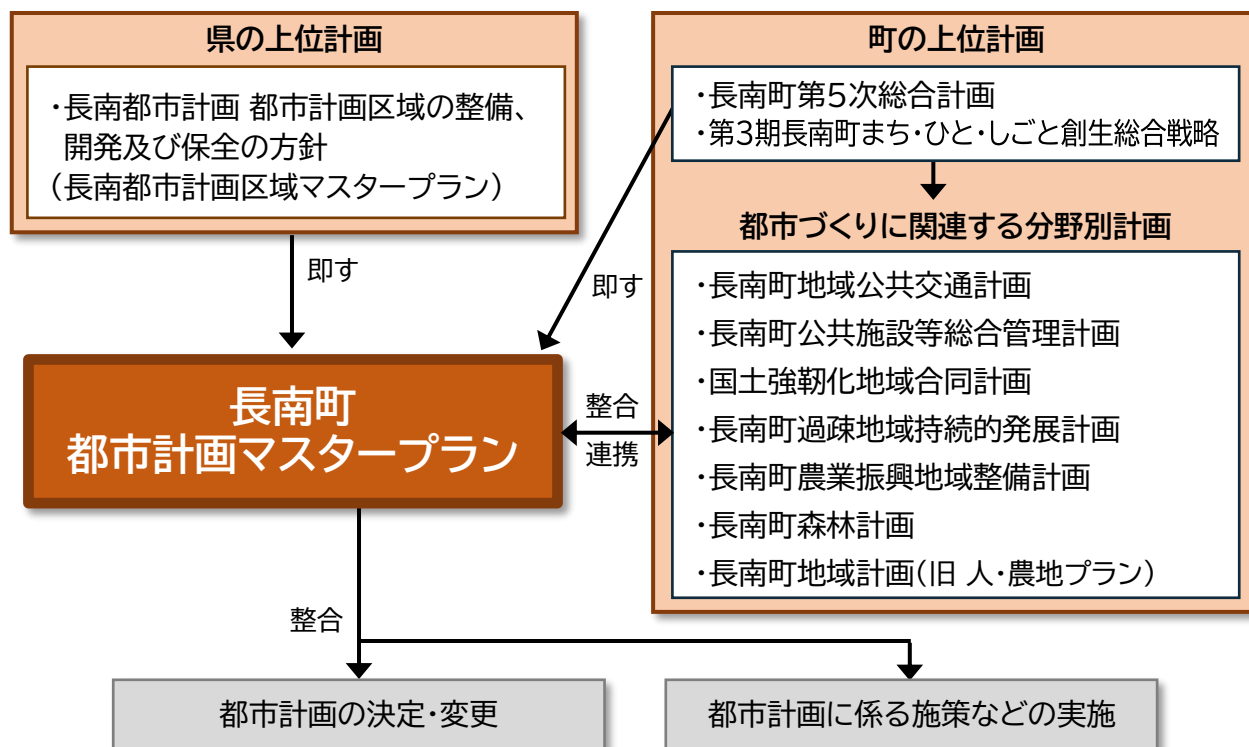 県の上位計画
・長南都市計画 都市計画区域の整備、
開発及び保全の方針
（長南都市計画区域マスタープラン）
町の上位計画
・長南町第5次総合計画
・第3期長南町まち・ひと・しごと創生総合戦略
都市づくりに関連する分野別計画
・長南町地域公共交通計画
・長南町公共施設等総合管理計画
・国土強靭化地域合同計画
・長南町過疎地域持続的発展計画
・長南町農業振興地域整備計画
・長南町森林計画
・長南町地域計画（旧 人・農地プラン）
即す
即す
長南町
都市計画マスタープラン
整合
連携
整合
都市計画の決定・変更
都市計画に係る施策などの実施